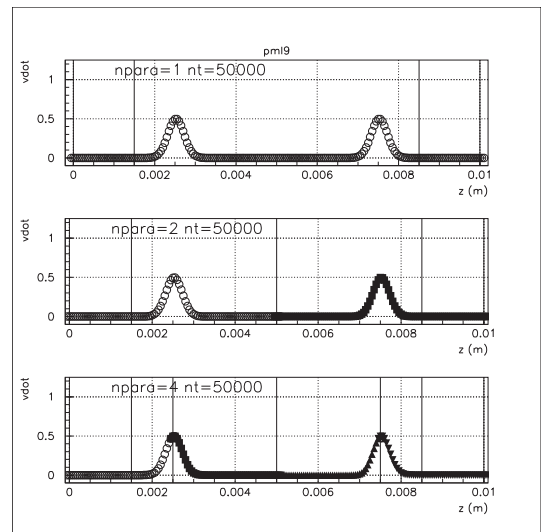 pml9
vdot
npara=1 nt=50000
1
0.5
0
0 0.002 0.004 0.006 0.008 0.01
z (m)
vdot
npara=2 nt=50000
1
0.5
0
0 0.002 0.004 0.006 0.008 0.01
z (m)
vdot
npara=4 nt=50000
1
0.5
0
0 0.002 0.004 0.006 0.008 0.01
z (m)